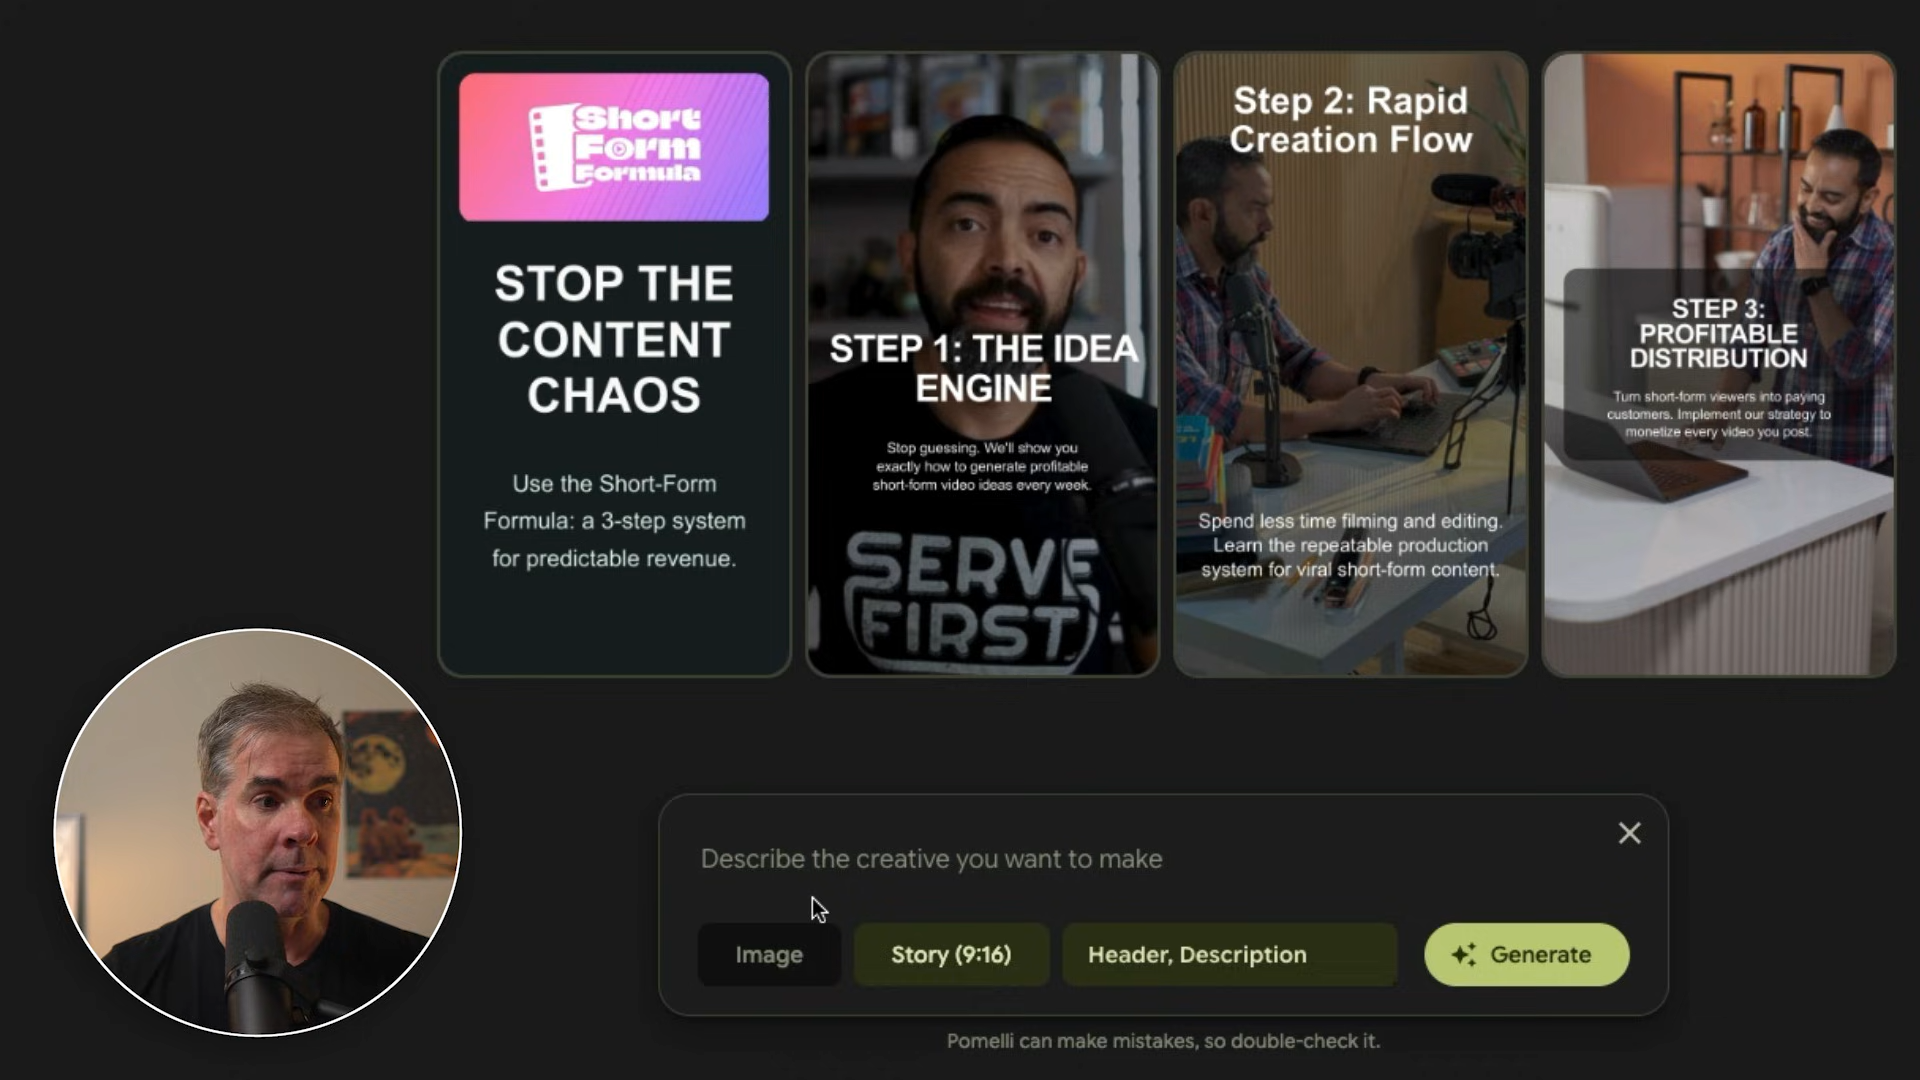 Short
Form
Formula
STOP THE
CONTENT
CHAOS
Use the Short-Form
Formula: a 3-step system
for predictable revenue.
STEP 1: THE IDEA
ENGINE
Stop guessing. We'll show you
exactly how to generate profitable
short-form video ideas every week.
SERVE
FIRST
Step 2: Rapid
Creation Flow
Spend less time filming and editing.
Learn the repeatable production
system for viral short-form content.
STEP 3:
PROFITABLE
DISTRIBUTION
Turn short-form viewers into paying
customers. Implement our strategy to
monetize every video you post.
Describe the creative you want to make
Image
Story (9:16)
Header, Description
Generate
Pomelli can make mistakes, so double-check it.